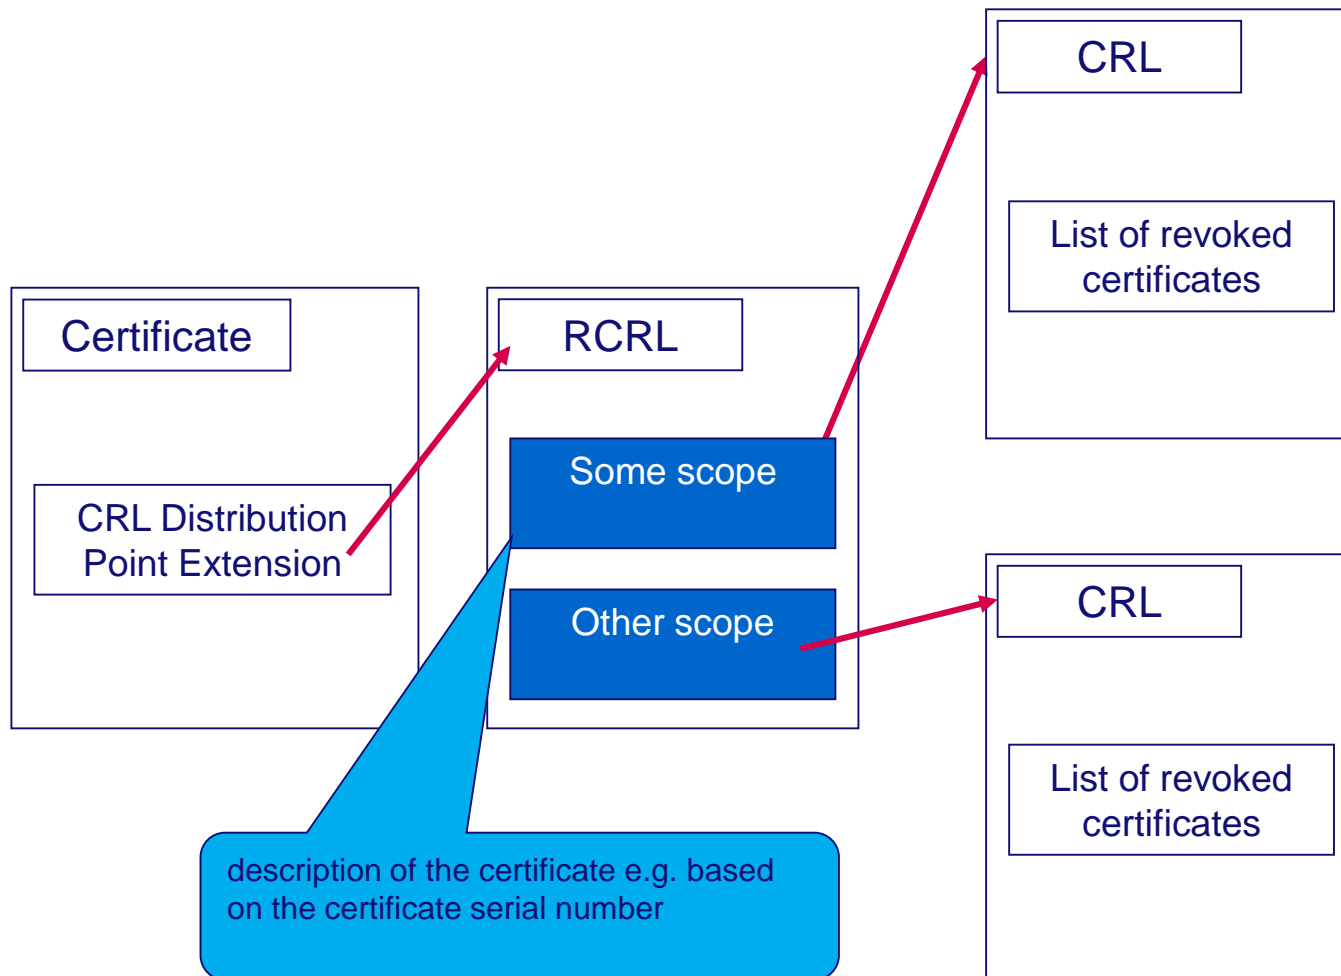 Certificate
CRL Distribution
Point Extension
RCRL
Some scope
Other scope
description of the certificate e.g. based
on the certificate serial number
CRL
List of revoked
certificates
CRL
List of revoked
certificates